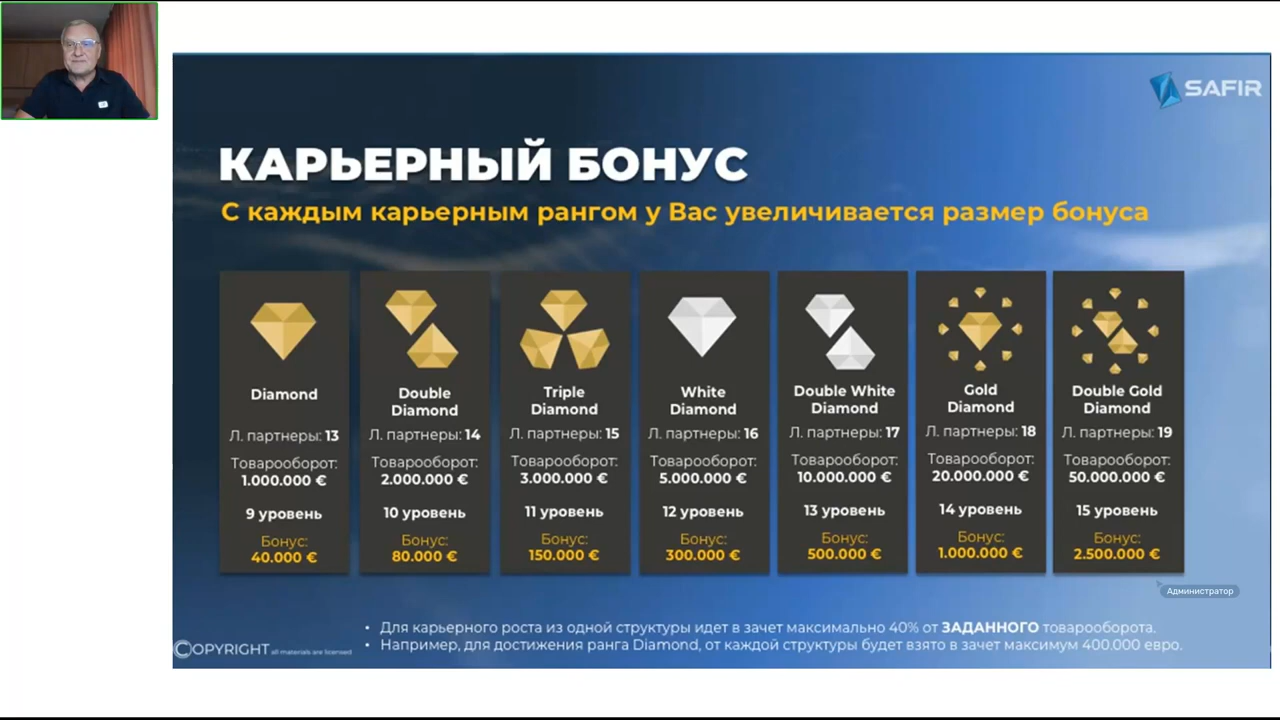 SAFIR
КАРЬЕРНЫЙ БОНУС
С каждым карьерным рангом у Вас увеличивается размер бонуса
Diamond
Л. партнеры: 13
Товарооборот:
1.000.000 €
9 уровень
Бонус:
40.000 €
Double
Diamond
Л. партнеры: 14
Товарооборот:
2.000.000 €
10 уровень
Бонус:
80.000 €
Triple
Diamond
Л. партнеры: 15
Товарооборот:
3.000.000 €
11 уровень
Бонус:
150.000 €
White
Diamond
Л. партнеры: 16
Товарооборот:
5.000.000 €
12 уровень
Бонус:
300.000 €
Double White
Diamond
Л. партнеры: 17
Товарооборот:
10.000.000 €
13 уровень
Бонус:
500.000 €
Gold
Diamond
Л. партнеры: 18
Товарооборот:
20.000.000 €
14 уровень
Бонус:
1.000.000 €
Double Gold
Diamond
Л. партнеры: 19
Товарооборот:
50.000.000 €
15 уровень
Бонус:
2.500.000 €
Администратор
• Для карьерного роста из одной структуры идет в зачет максимально 40% от ЗАДАННОГО товарооборота.
• Например, для достижения ранга Diamond, от каждой структуры будет взято в зачет максимум 400.000 евро.
COPYRIGHT all materials are licensed